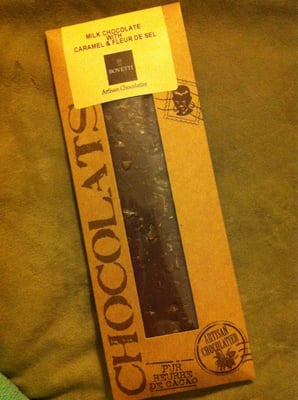 MILK CHOCOLATE
WITH
CARAMEL & FLEUR DE SEL
BOVETTI
Artisan Chocolatier
CHOCOLATS
ARTISAN
CHOCOLATIER
PUR
BEURRE
DE CACAO